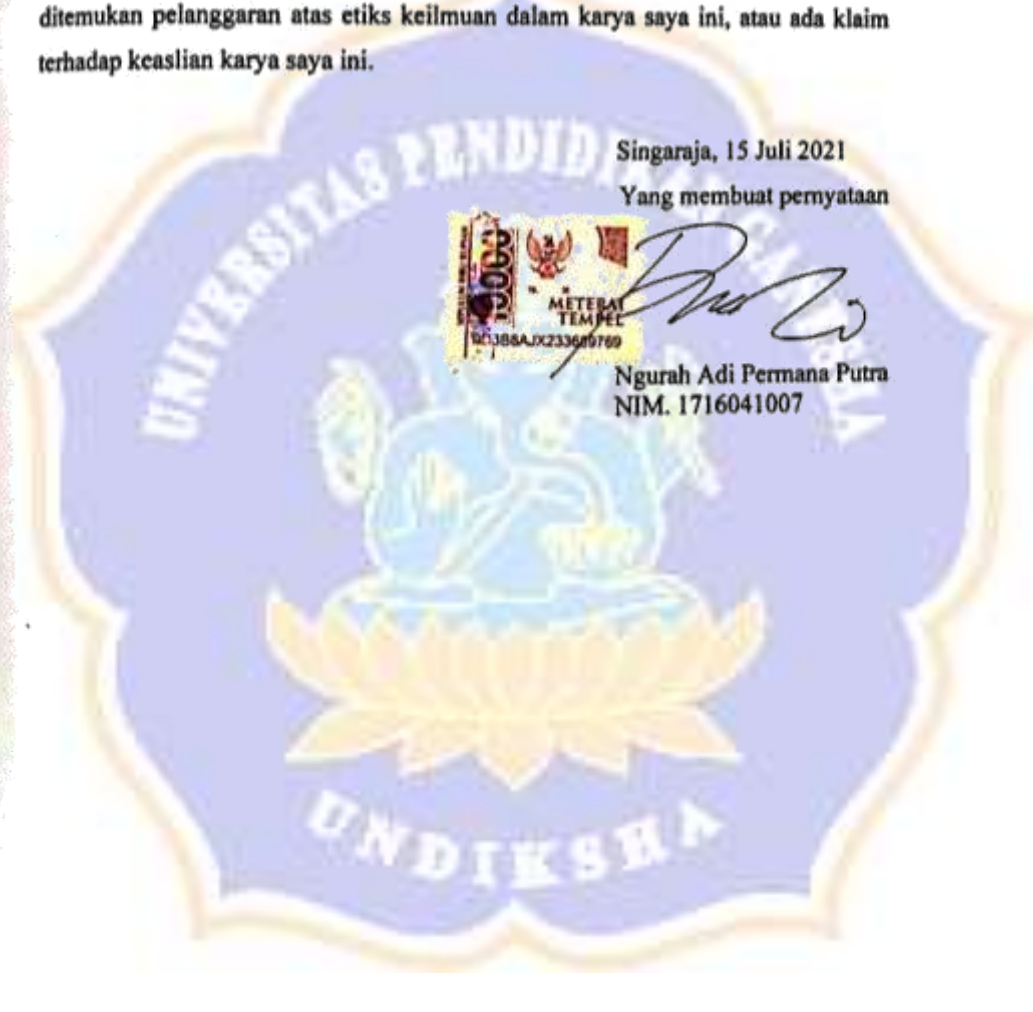 ditemukan pelanggaran atas etiks keilmuan dalam karya saya ini, atau ada klaim
terhadap keaslian karya saya ini.
Singaraja, 15 Juli 2021
Yang membuat pernyataan
10000
METERAI
TEMPEL
Ngurah Adi Permana Putra
NIM. 1716041007
UNIVERSITAS PENDIDIKAN GANESHA
UNDIKSHA